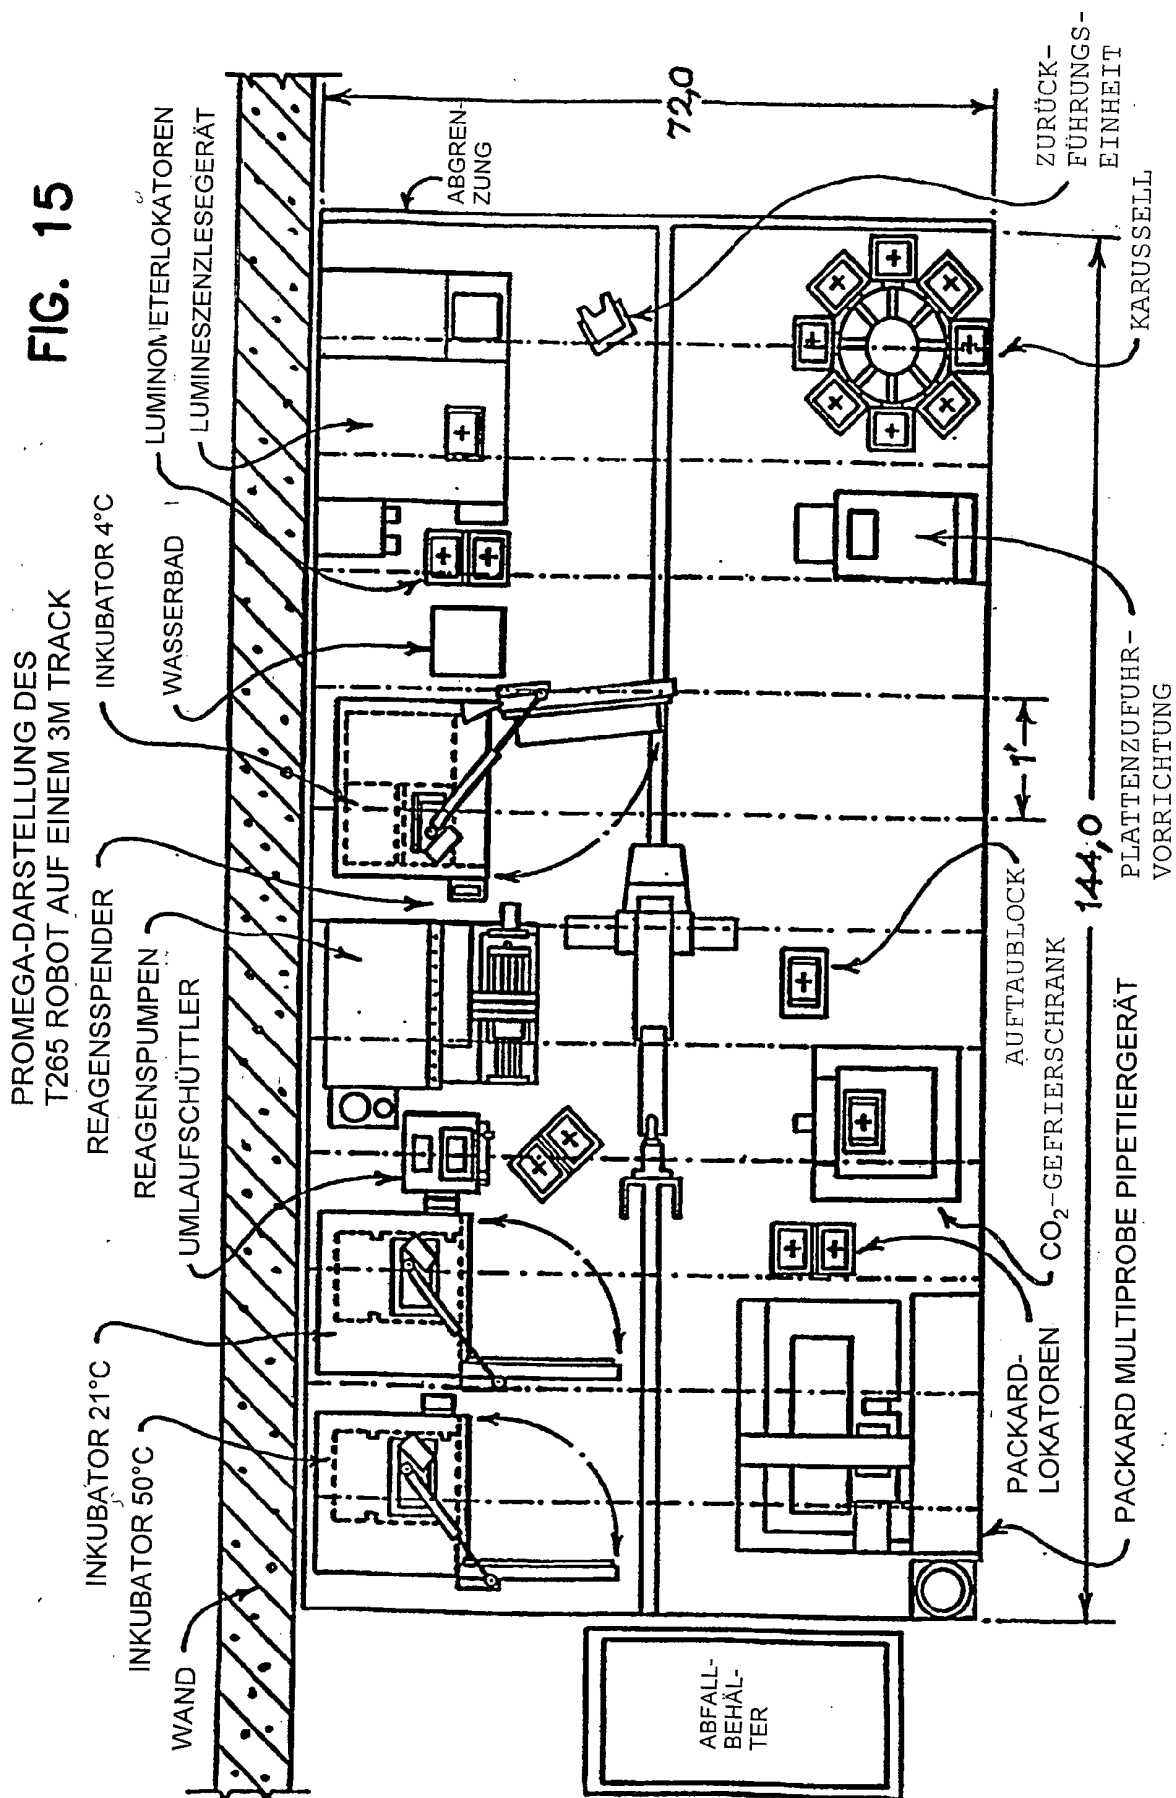 FIG. 15
PROMEGA-DARSTELLUNG DES
T265 ROBOT AUF EINEM 3M TRACK
WAND
INKUBATOR 50°C
INKUBATOR 21°C
UMLAUFSCHÜTTLER
REAGENSPUMPEN
REAGENSSPENDER
INKUBATOR 4°C
WASSERBAD
LUMINOMETERLOKATOREN
LUMINESZENZLESEGERÄT
ABGREN-
ZUNG
72,0
ZURÜCK-
FÜHRUNGS-
EINHEIT
KARUSSELL
PLATTENZUFUHR-
VORRICHTUNG
1'
144,0
AUFTAUBLOCK
CO₂-GEFRIERSCHRANK
PACKARD-
LOKATOREN
PACKARD MULTIPROBE PIPETIERGERÄT
ABFALL-
BEHÄL-
TER